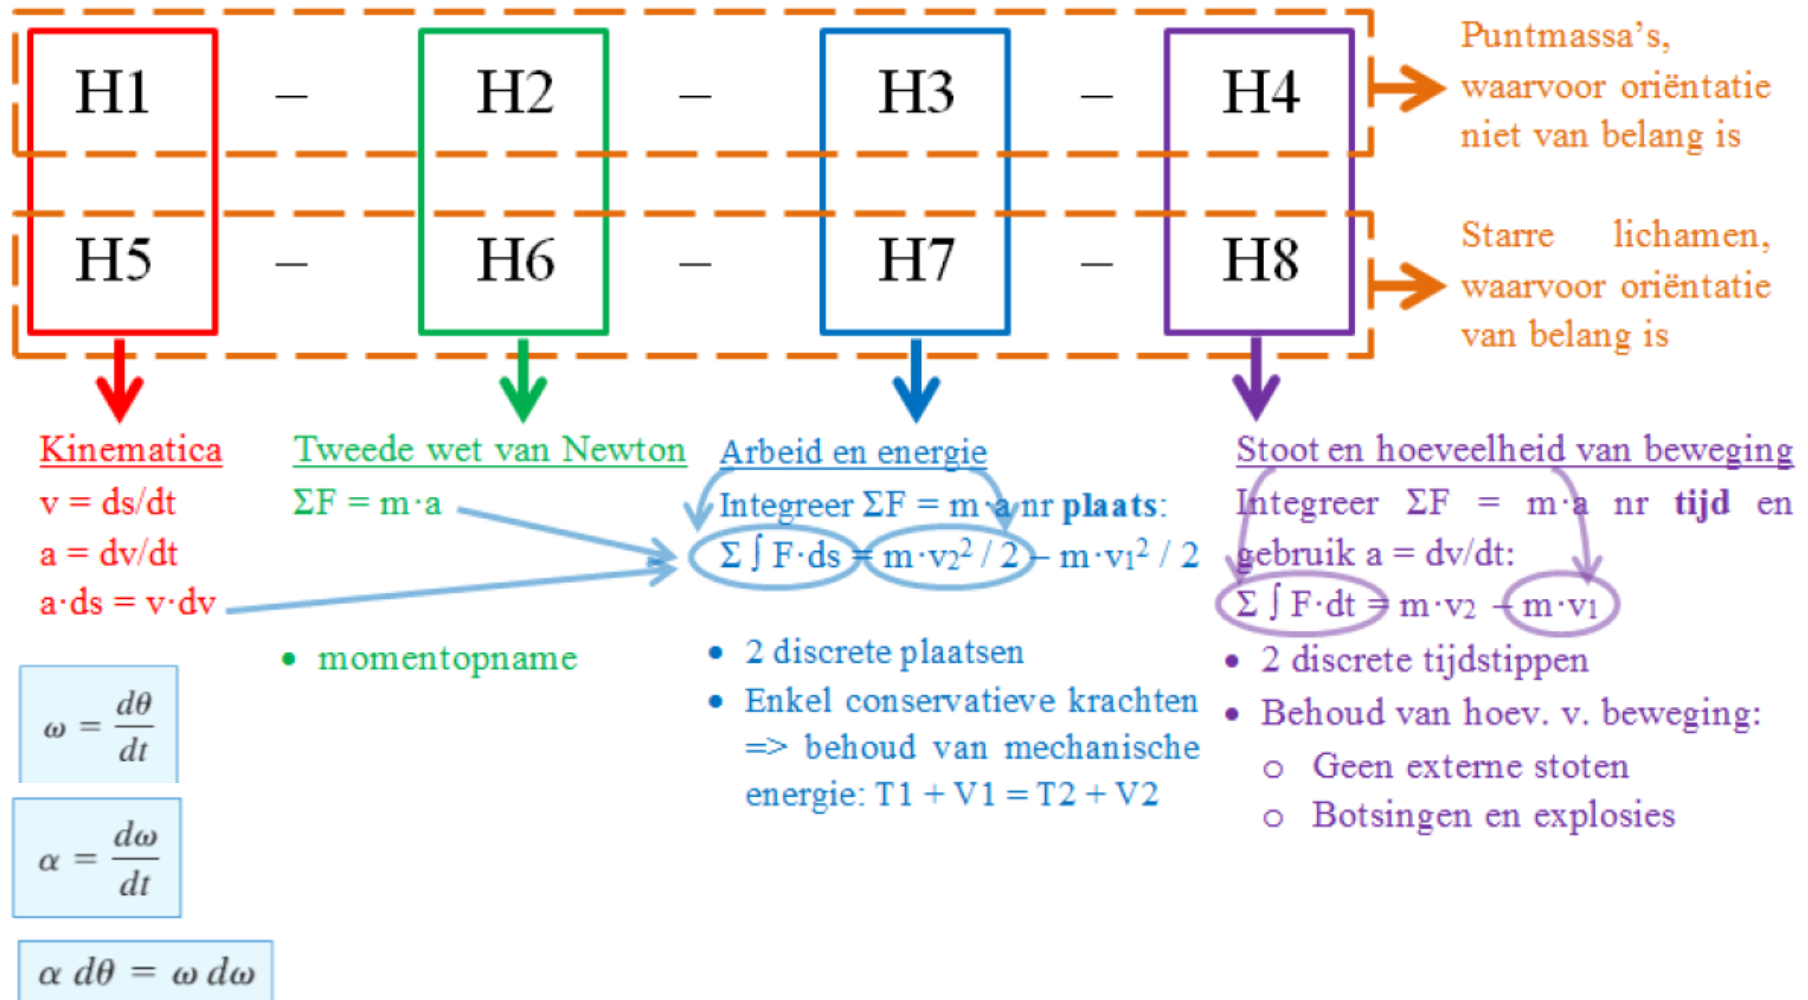 H1 – H2 – H3 – H4
Puntmassa's,
waarvoor oriëntatie
niet van belang is
H5 – H6 – H7 – H8
Starre lichamen,
waarvoor oriëntatie
van belang is
Kinematica
v = ds/dt
a = dv/dt
a·ds = v·dv
ω = dθ/dt
α = dω/dt
α dθ = ω dω
Tweede wet van Newton
ΣF = m·a
• momentopname
Arbeid en energie
Integreer ΣF = m·a nr plaats:
Σ ∫ F·ds = m·v₂² / 2 – m·v₁² / 2
• 2 discrete plaatsen
• Enkel conservatieve krachten
=> behoud van mechanische
energie: T1 + V1 = T2 + V2
Stoot en hoeveelheid van beweging
Integreer ΣF = m·a nr tijd en
gebruik a = dv/dt:
Σ ∫ F·dt = m·v₂ – m·v₁
• 2 discrete tijdstippen
• Behoud van hoev. v. beweging:
o Geen externe stoten
o Botsingen en explosies